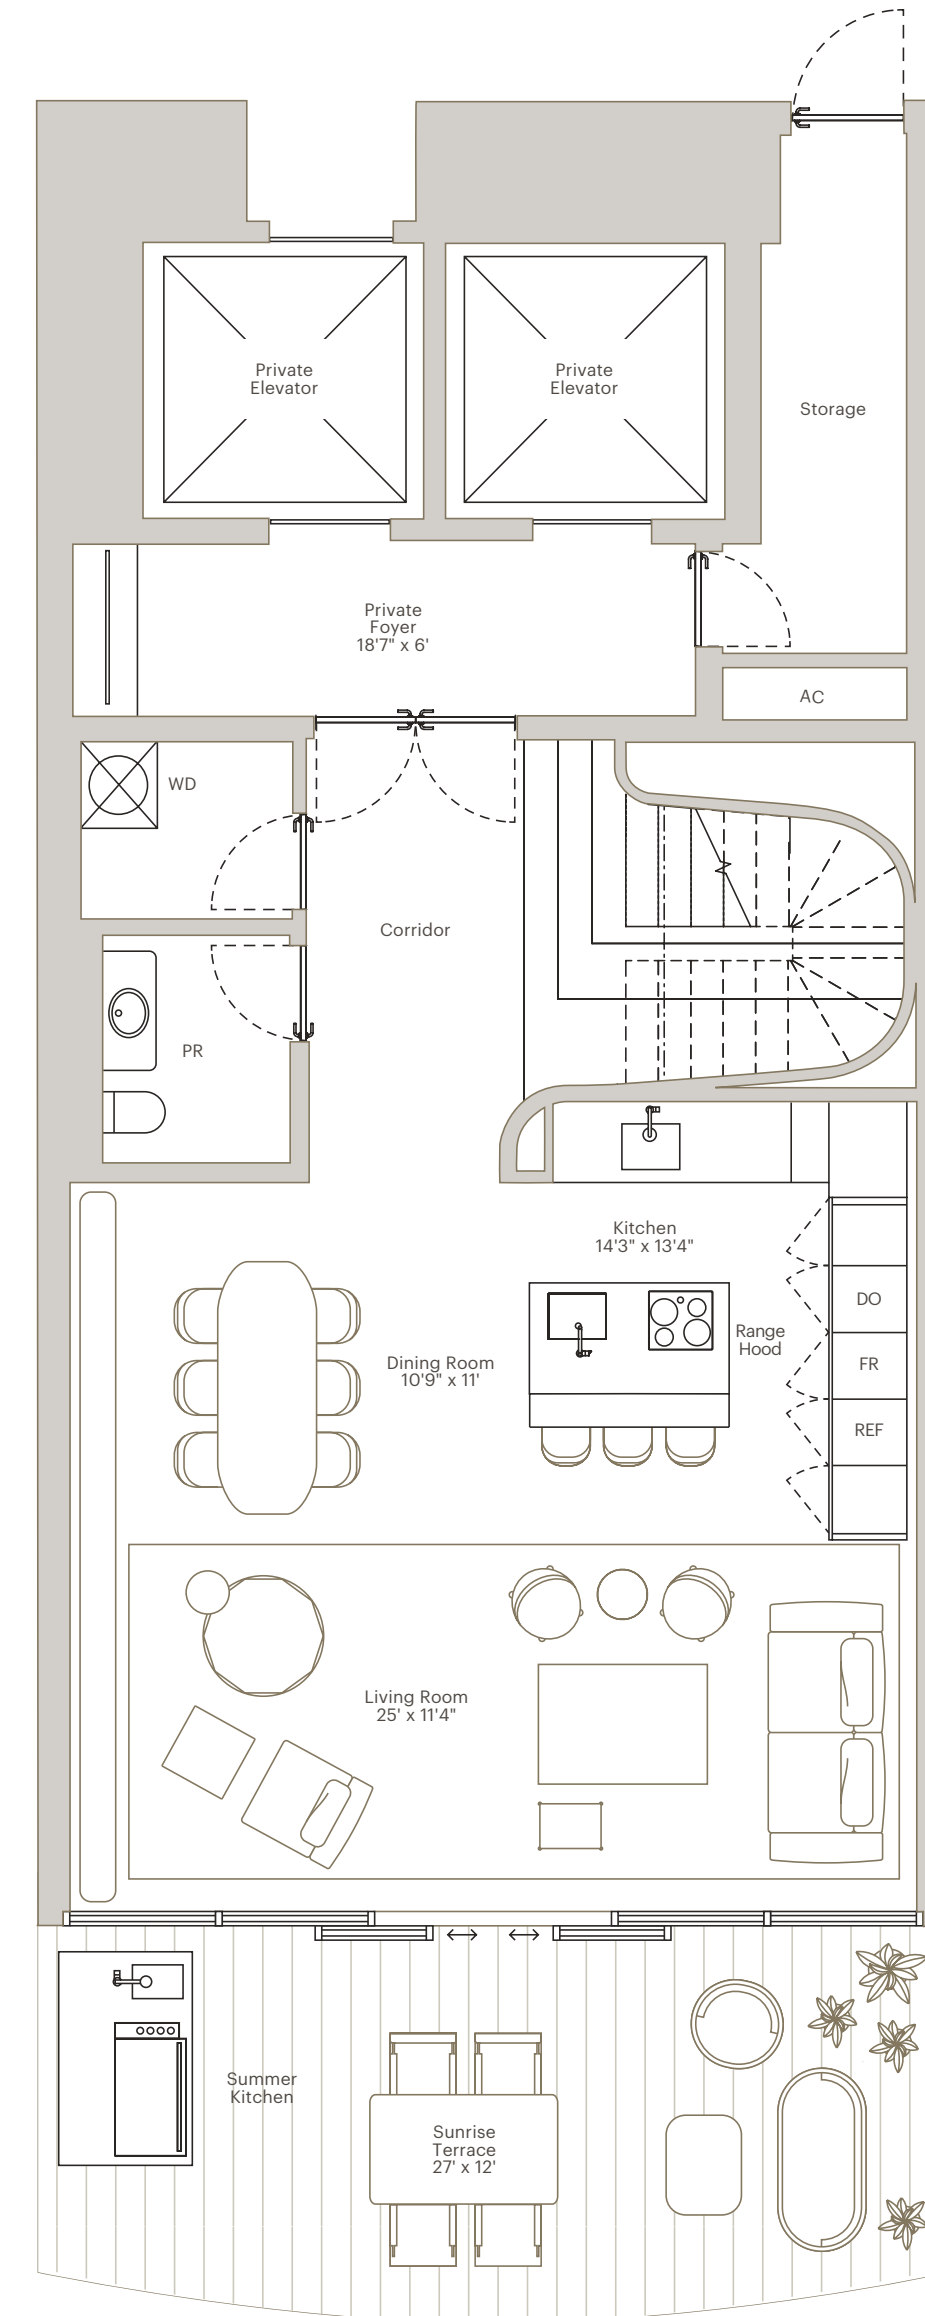 Private
Elevator
Private
Elevator
Storage
Private
Foyer
18'7" x 6'
AC
WD
Corridor
PR
Kitchen
14'3" x 13'4"
DO
Range
Hood
Dining Room
10'9" x 11'
FR
REF
Living Room
25' x 11'4"
Summer
Kitchen
Sunrise
Terrace
27' x 12'